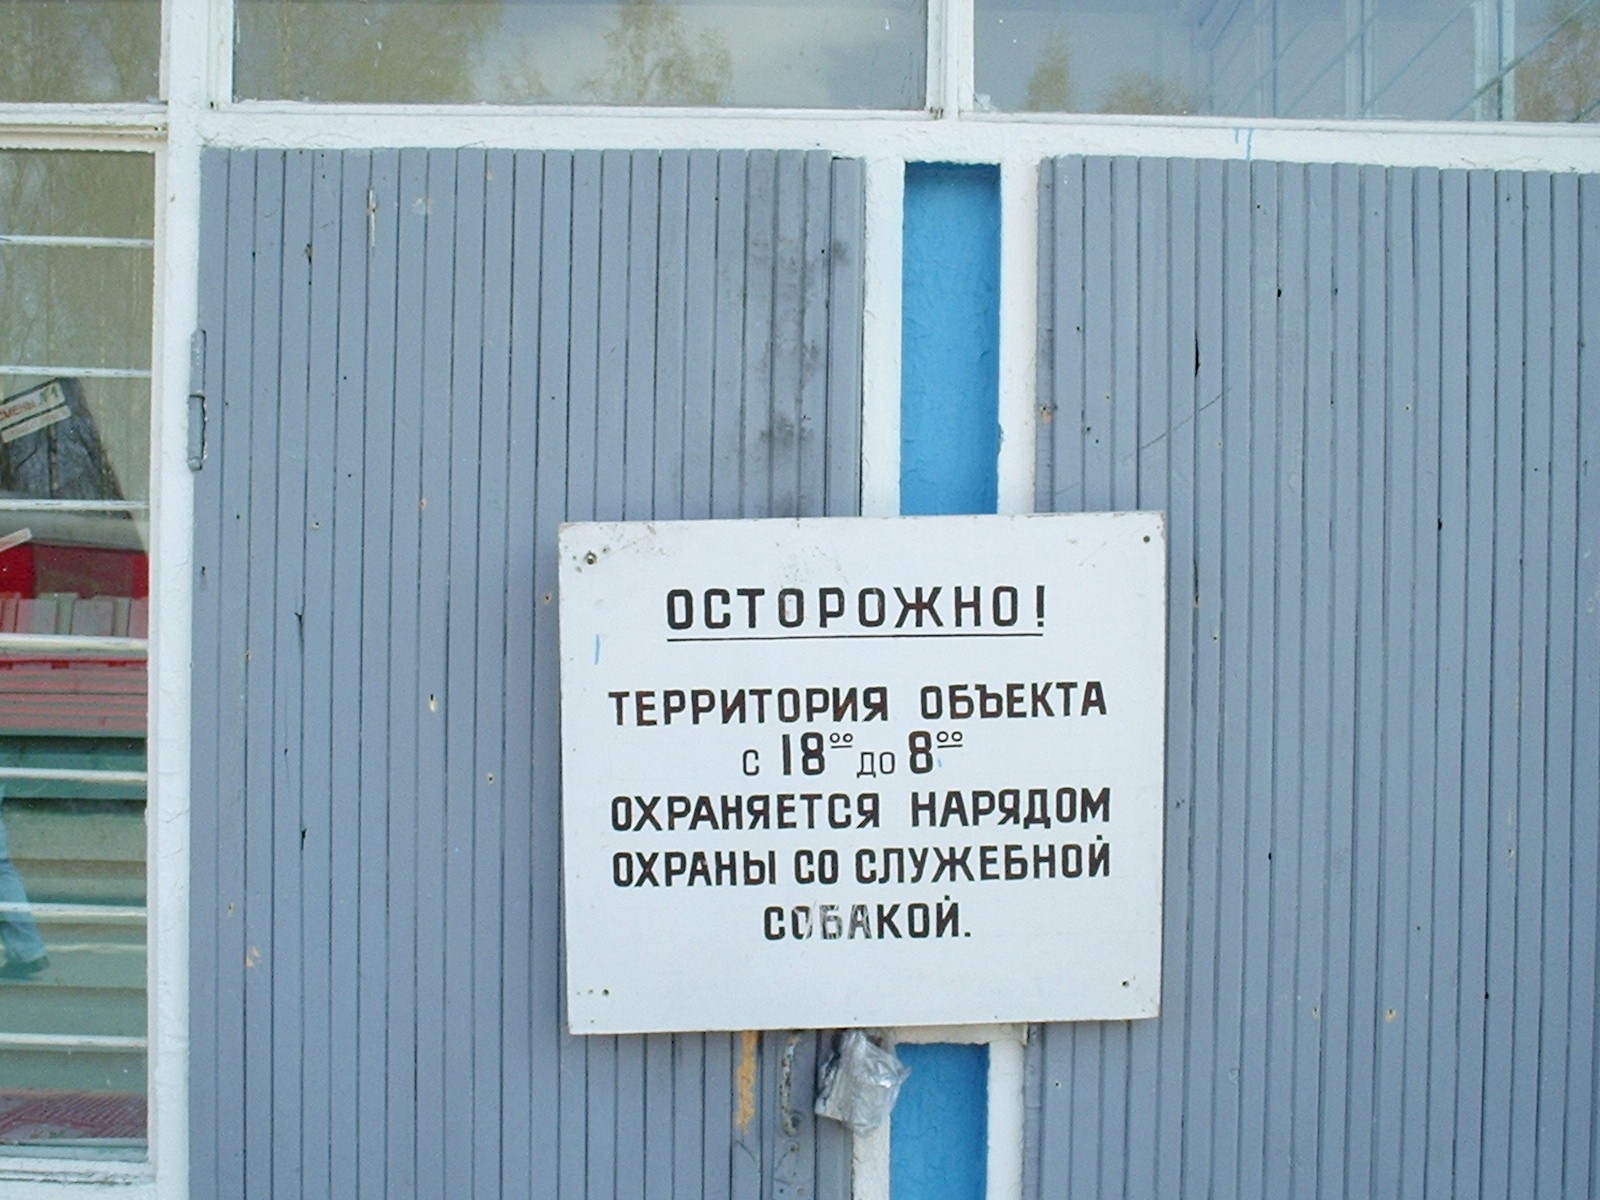 ОСТОРОЖНО!
ТЕРРИТОРИЯ ОБЪЕКТА
С 18⁰⁰ ДО 8⁰⁰
ОХРАНЯЕТСЯ НАРЯДОМ
ОХРАНЫ СО СЛУЖЕБНОЙ
СОБАКОЙ.